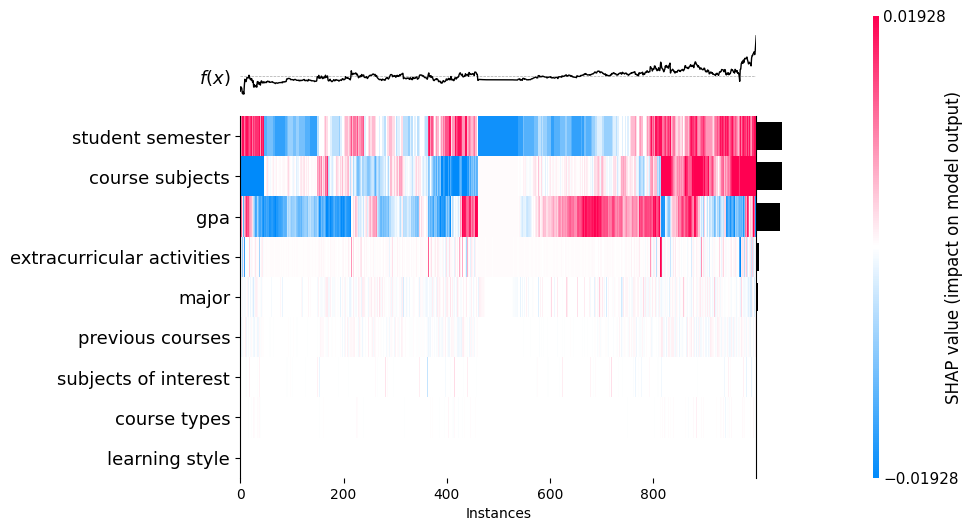 0.01928
f(x)
student semester
course subjects
gpa
extracurricular activities
major
previous courses
subjects of interest
course types
learning style
0 200 400 600 800
Instances
−0.01928
SHAP value (impact on model output)